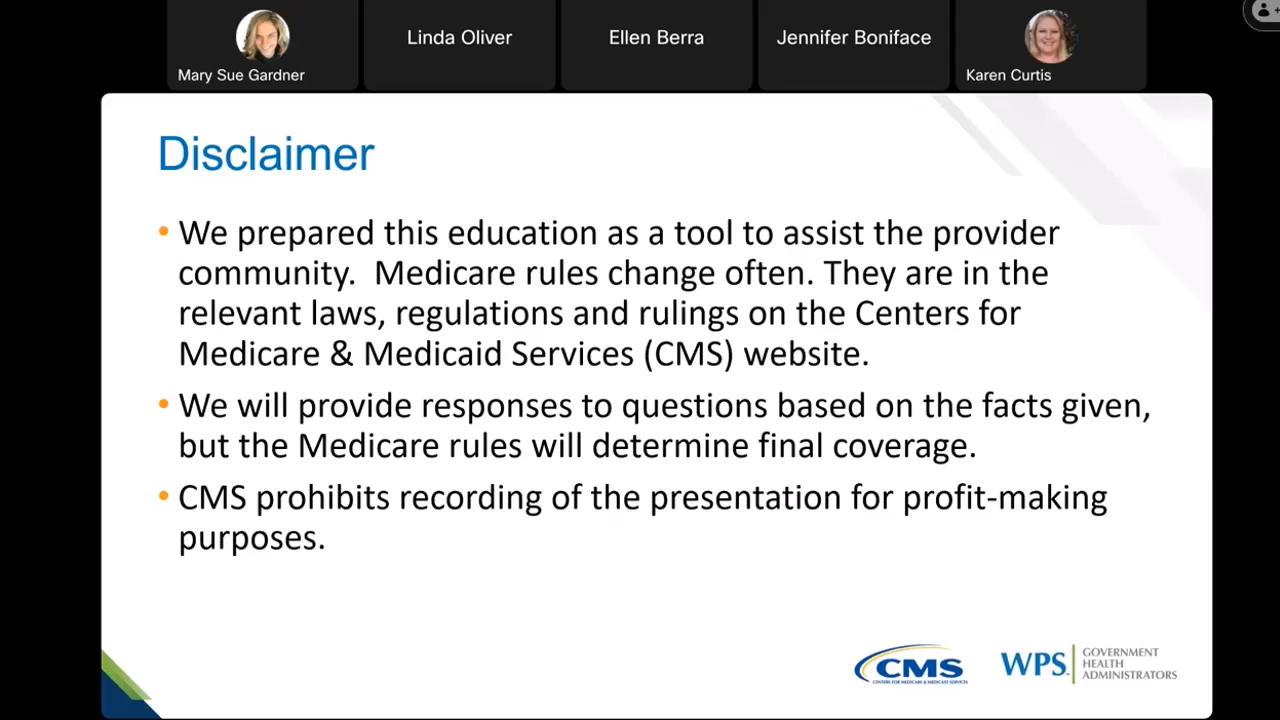 Linda Oliver
Ellen Berra
Jennifer Boniface
Mary Sue Gardner
Karen Curtis
Disclaimer
• We prepared this education as a tool to assist the provider
community.  Medicare rules change often. They are in the
relevant laws, regulations and rulings on the Centers for
Medicare & Medicaid Services (CMS) website.
• We will provide responses to questions based on the facts given,
but the Medicare rules will determine final coverage.
• CMS prohibits recording of the presentation for profit-making
purposes.
CMS
CENTERS FOR MEDICARE & MEDICAID SERVICES
WPS
GOVERNMENT
HEALTH
ADMINISTRATORS